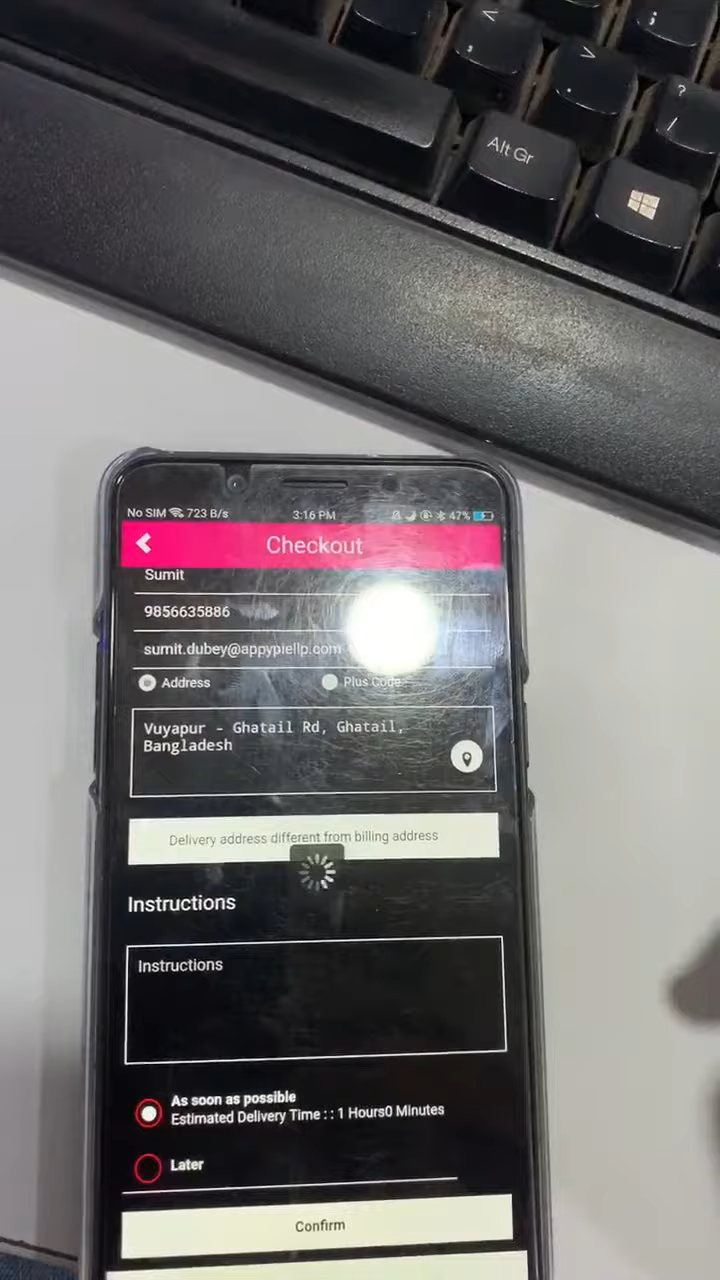 <
,
>
.
;
?
/
Alt Gr
No SIM 723 B/s 3:16 PM 47%
Checkout
Sumit
9856635886
sumit.dubey@appypiellp.com
Address Plus Code
Vuyapur - Ghatail Rd, Ghatail,
Bangladesh
Delivery address different from billing address
Instructions
Instructions
As soon as possible
Estimated Delivery Time : : 1 Hours0 Minutes
Later
Confirm